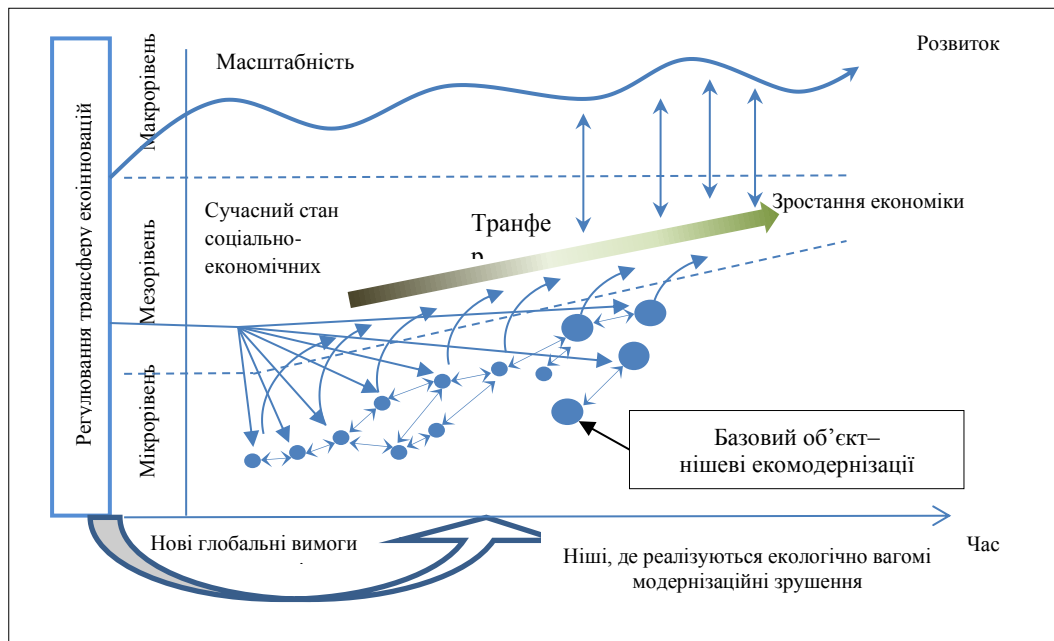 Регулювання трансферу екоінновацій
Макрорівень
Мезорівень
Мікрорівень
Масштабність
Розвиток
Сучасний стан
соціально-
економічних
Транфе
р
Зростання економіки
Базовий об’єкт–
нішеві екомодернізації
Нові глобальні вимоги
Час
Ніші, де реалізуються екологічно вагомі
модернізаційні зрушення